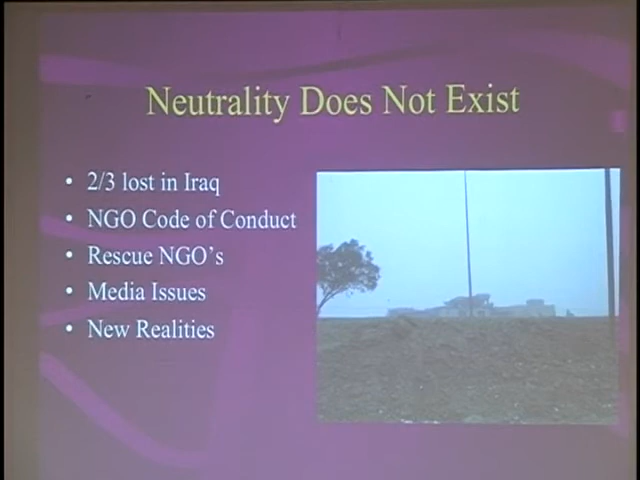 Neutrality Does Not Exist
• 2/3 lost in Iraq
• NGO Code of Conduct
• Rescue NGO's
• Media Issues
• New Realities